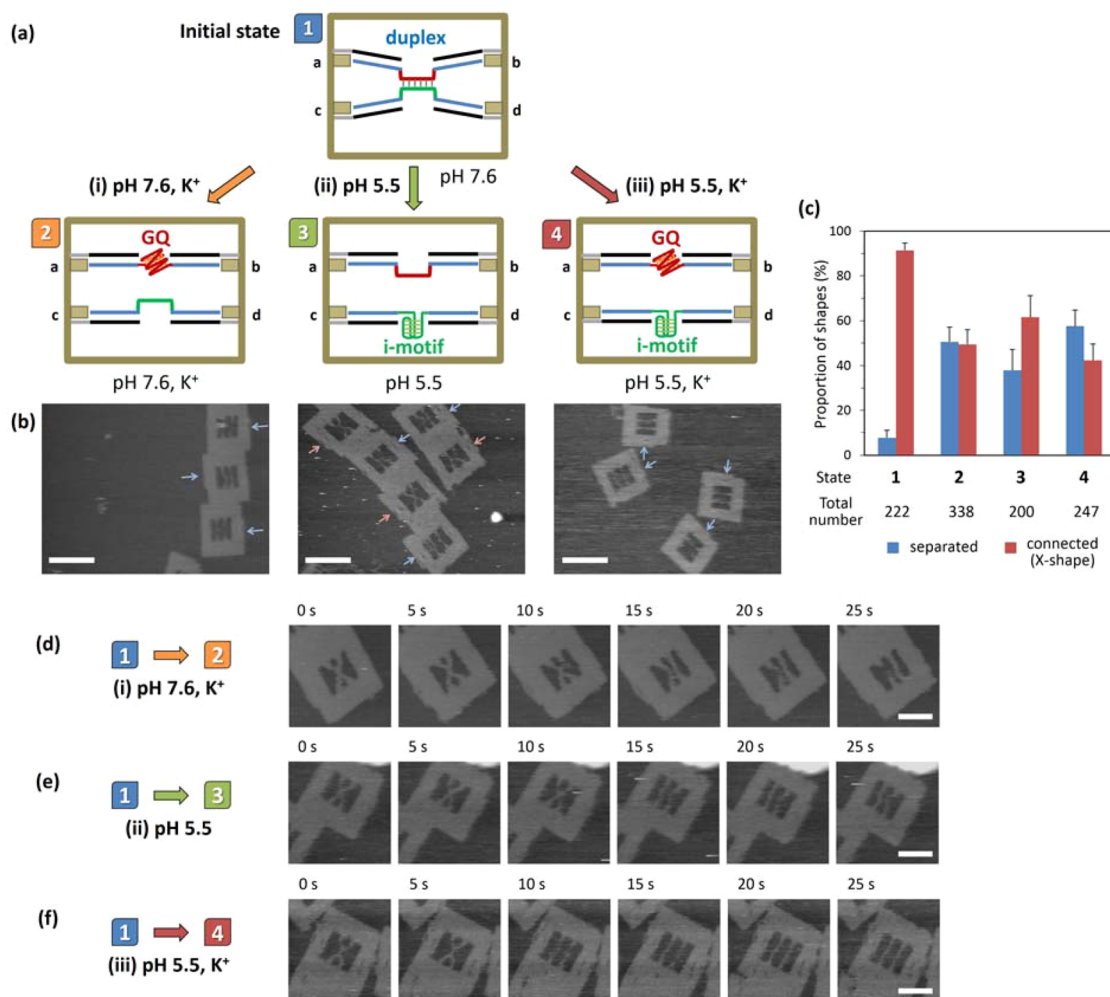 (a)
Initial state 1
duplex
a
b
c
d
pH 7.6
(i) pH 7.6, K⁺
(ii) pH 5.5
(iii) pH 5.5, K⁺
2
GQ
a
b
c
d
pH 7.6, K⁺
3
a
b
c
d
i-motif
pH 5.5
4
GQ
a
b
c
d
i-motif
pH 5.5, K⁺
(b)
(c)
Proportion of shapes (%)
100
80
60
40
20
0
State 1 2 3 4
Total number 222 338 200 247
separated connected (X-shape)
(d)
1 2
(i) pH 7.6, K⁺
0 s 5 s 10 s 15 s 20 s 25 s
(e)
1 3
(ii) pH 5.5
0 s 5 s 10 s 15 s 20 s 25 s
(f)
1 4
(iii) pH 5.5, K⁺
0 s 5 s 10 s 15 s 20 s 25 s